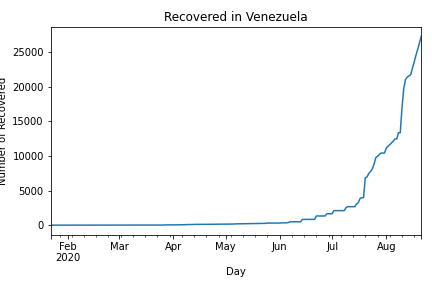 Recovered in Venezuela
Number of Recovered
25000
20000
15000
10000
5000
0
Feb Mar Apr May Jun Jul Aug
2020
Day